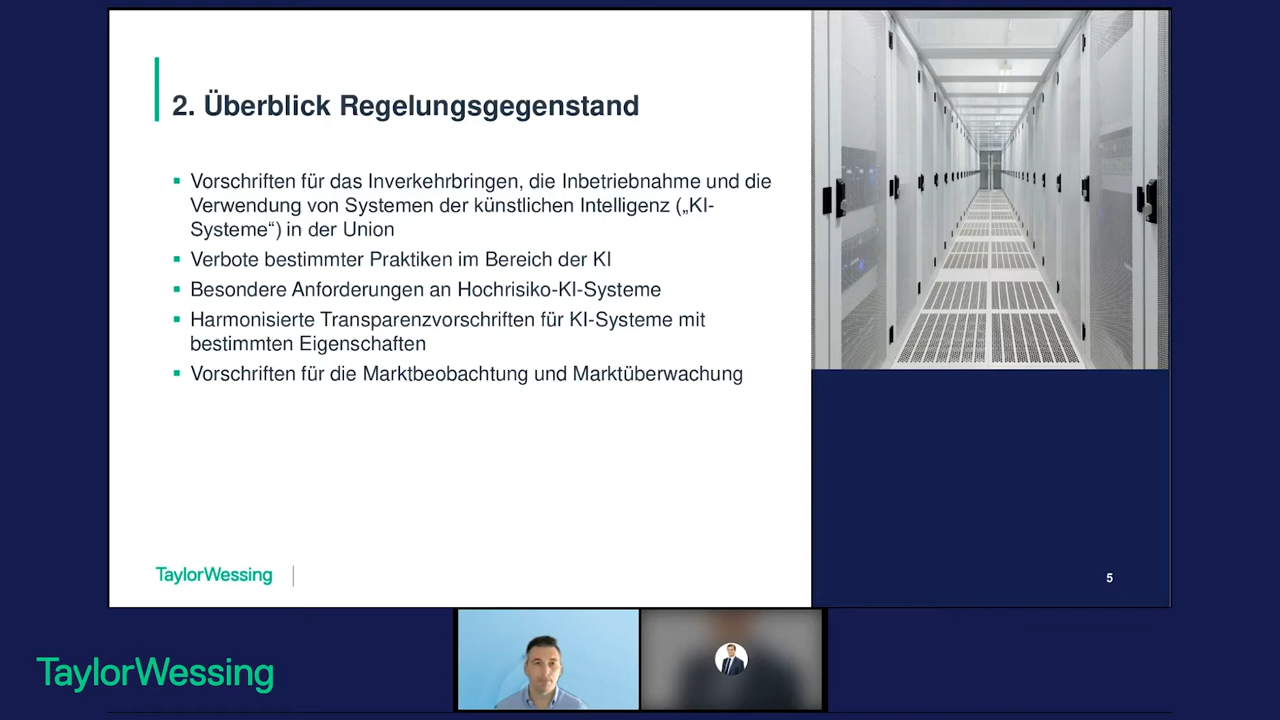 2. Überblick Regelungsgegenstand
▪ Vorschriften für das Inverkehrbringen, die Inbetriebnahme und die
Verwendung von Systemen der künstlichen Intelligenz („KI-
Systeme“) in der Union
▪ Verbote bestimmter Praktiken im Bereich der KI
▪ Besondere Anforderungen an Hochrisiko-KI-Systeme
▪ Harmonisierte Transparenzvorschriften für KI-Systeme mit
bestimmten Eigenschaften
▪ Vorschriften für die Marktbeobachtung und Marktüberwachung
TaylorWessing
5
TaylorWessing